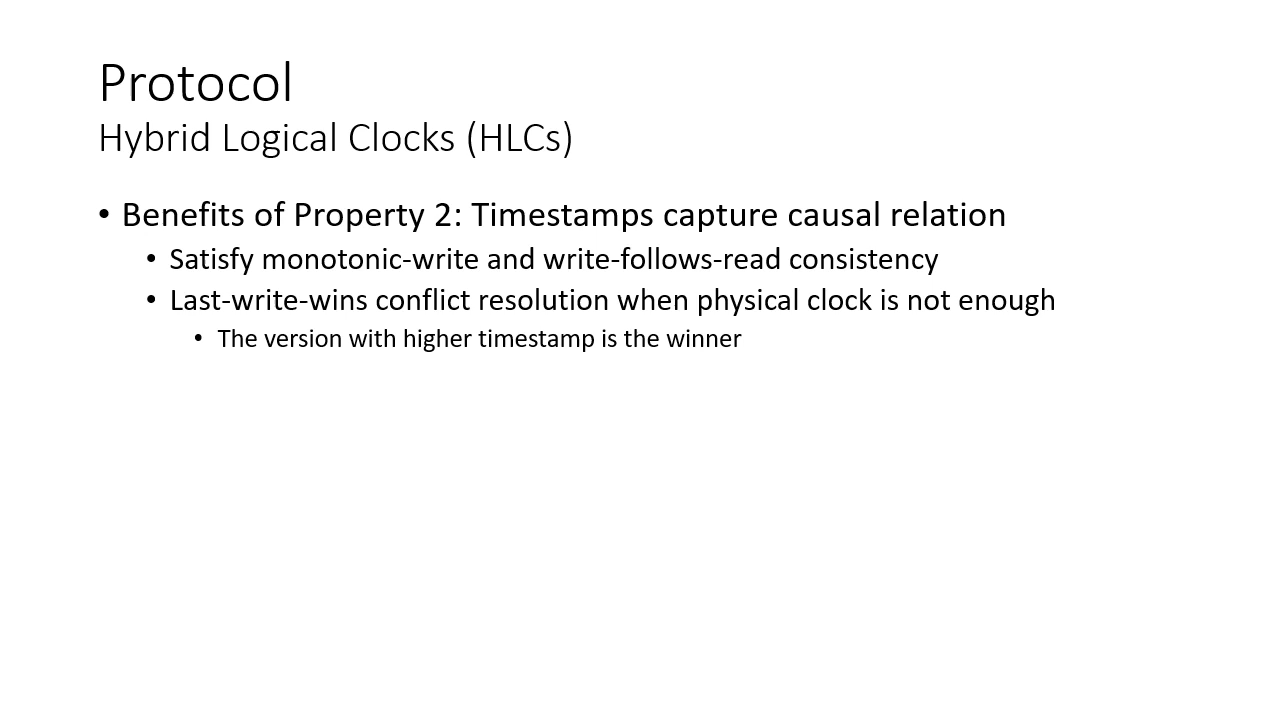 Protocol
Hybrid Logical Clocks (HLCs)
• Benefits of Property 2: Timestamps capture causal relation
• Satisfy monotonic-write and write-follows-read consistency
• Last-write-wins conflict resolution when physical clock is not enough
• The version with higher timestamp is the winner